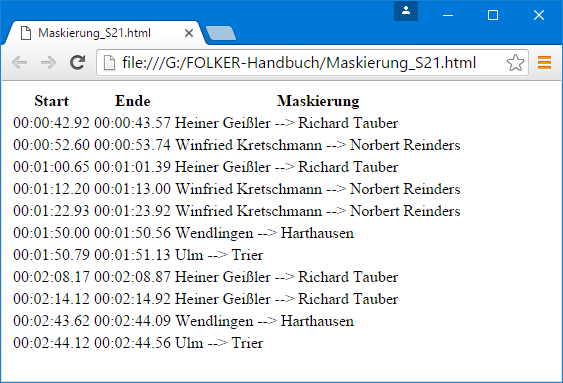 Maskierung_S21.html
file:///G:/FOLKER-Handbuch/Maskierung_S21.html
Start Ende Maskierung
00:00:42.92 00:00:43.57 Heiner Geißler --> Richard Tauber
00:00:52.60 00:00:53.74 Winfried Kretschmann --> Norbert Reinders
00:01:00.65 00:01:01.39 Heiner Geißler --> Richard Tauber
00:01:12.20 00:01:13.00 Winfried Kretschmann --> Norbert Reinders
00:01:22.93 00:01:23.92 Winfried Kretschmann --> Norbert Reinders
00:01:50.00 00:01:50.56 Wendlingen --> Harthausen
00:01:50.79 00:01:51.13 Ulm --> Trier
00:02:08.17 00:02:08.87 Heiner Geißler --> Richard Tauber
00:02:14.12 00:02:14.92 Heiner Geißler --> Richard Tauber
00:02:43.62 00:02:44.09 Wendlingen --> Harthausen
00:02:44.12 00:02:44.56 Ulm --> Trier